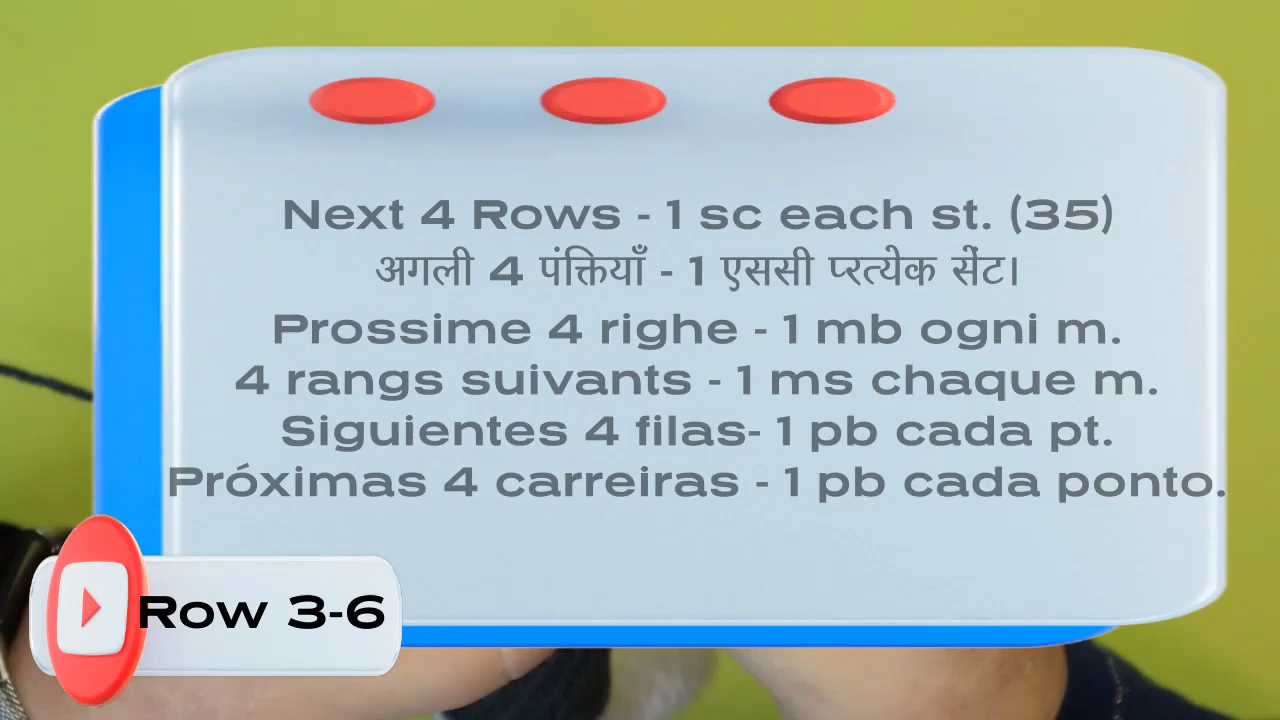 Next 4 Rows - 1 sc each st. (35)
अगली 4 पंक्तियाँ - 1 एससी प्रत्येक सेंट।
Prossime 4 righe - 1 mb ogni m.
4 rangs suivants - 1 ms chaque m.
Siguientes 4 filas- 1 pb cada pt.
Próximas 4 carreiras - 1 pb cada ponto.
Row 3-6